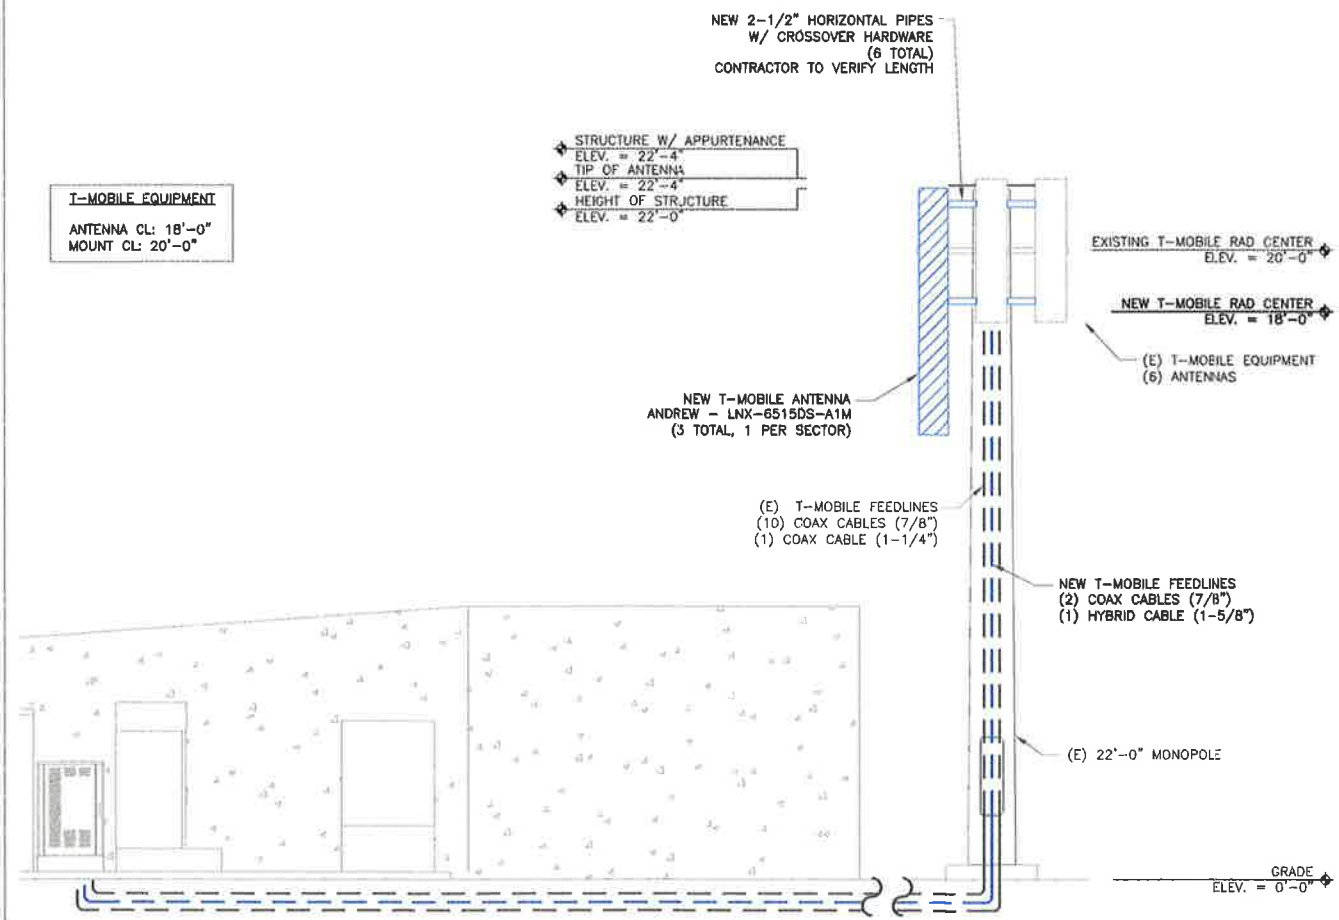 NEW 2-1/2" HORIZONTAL PIPES
W/ CROSSOVER HARDWARE
(6 TOTAL)
CONTRACTOR TO VERIFY LENGTH
STRUCTURE W/ APPURTENANCE
ELEV. = 22'-4"
TIP OF ANTENNA
ELEV. = 22'-4"
HEIGHT OF STRUCTURE
ELEV. = 22'-0"
T-MOBILE EQUIPMENT
ANTENNA CL: 18'-0"
MOUNT CL: 20'-0"
EXISTING T-MOBILE RAD CENTER
ELEV. = 20'-0"
NEW T-MOBILE RAD CENTER
ELEV. = 18'-0"
(E) T-MOBILE EQUIPMENT
(6) ANTENNAS
NEW T-MOBILE ANTENNA
ANDREW - LNX-6515DS-A1M
(3 TOTAL, 1 PER SECTOR)
(E) T-MOBILE FEEDLINES
(10) COAX CABLES (7/8")
(1) COAX CABLE (1-1/4")
NEW T-MOBILE FEEDLINES
(2) COAX CABLES (7/8")
(1) HYBRID CABLE (1-5/8")
(E) 22'-0" MONOPOLE
GRADE
ELEV. = 0'-0"